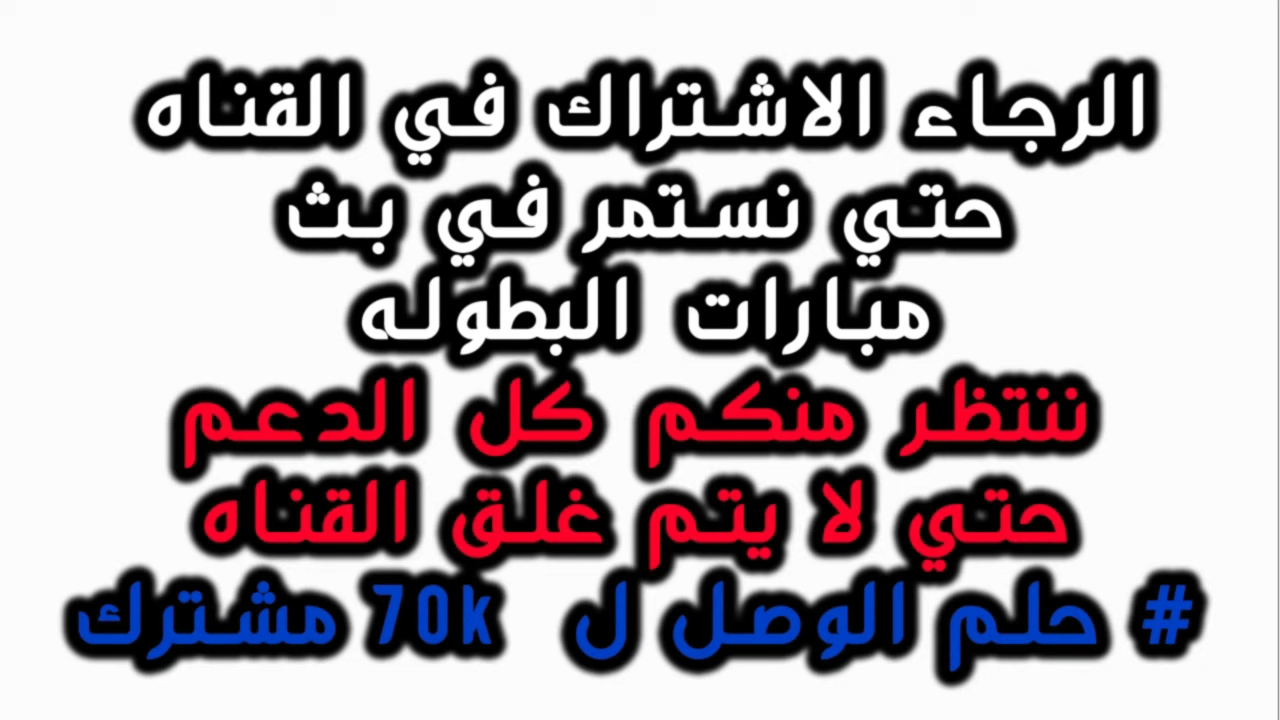 الرجاء الاشتراك في القناه
حتي نستمر في بث
مبارات البطوله
ننتظر منكم كل الدعم
حتي لا يتم غلق القناه
# حلم الوصل ل 70k مشترك